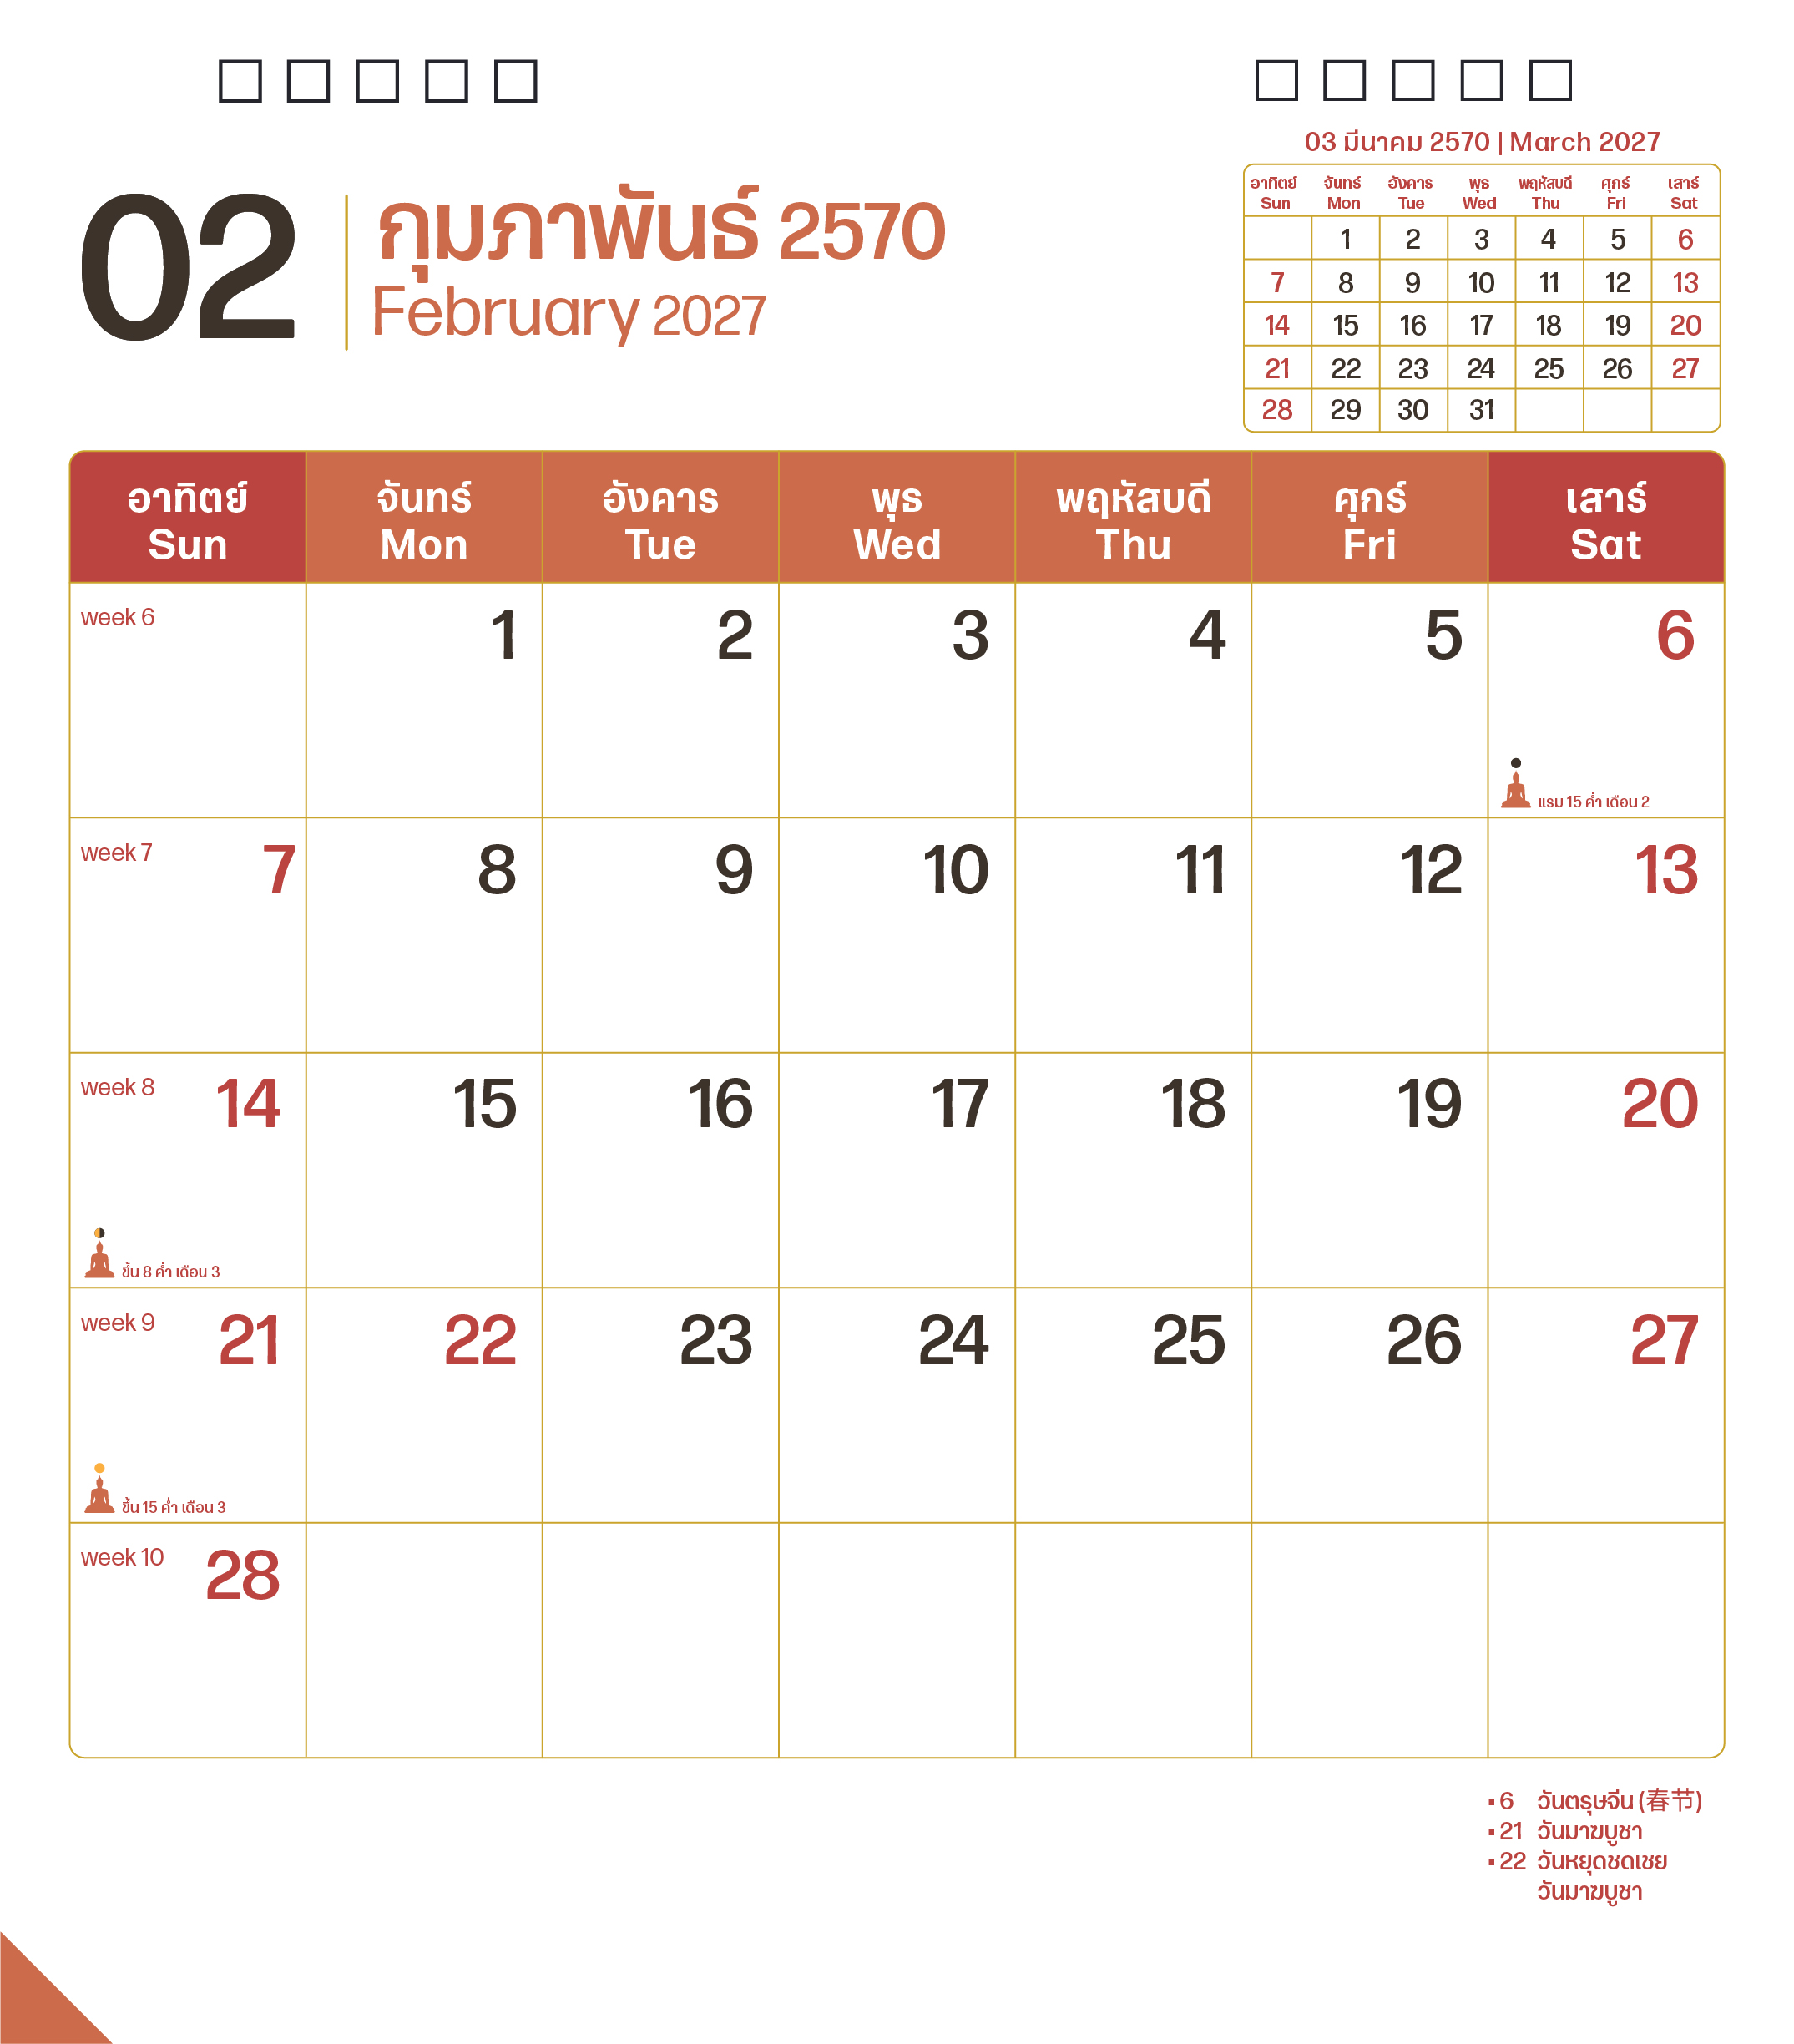 03 มีนาคม 2570 | March 2027
อาทิตย์ จันทร์ อังคาร พุธ พฤหัสบดี ศุกร์ เสาร์
Sun Mon Tue Wed Thu Fri Sat
1 2 3 4 5 6
7 8 9 10 11 12 13
14 15 16 17 18 19 20
21 22 23 24 25 26 27
28 29 30 31
02
กุมภาพันธ์ 2570
February 2027
อาทิตย์ จันทร์ อังคาร พุธ พฤหัสบดี ศุกร์ เสาร์
Sun Mon Tue Wed Thu Fri Sat
week 6 1 2 3 4 5 6
แรม 15 ค่ำ เดือน 2
week 7 7 8 9 10 11 12 13
week 8 14 15 16 17 18 19 20
ขึ้น 8 ค่ำ เดือน 3
week 9 21 22 23 24 25 26 27
ขึ้น 15 ค่ำ เดือน 3
week 10 28
▪ 6 วันตรุษจีน (春节)
▪ 21 วันมาฆบูชา
▪ 22 วันหยุดชดเชย
วันมาฆบูชา